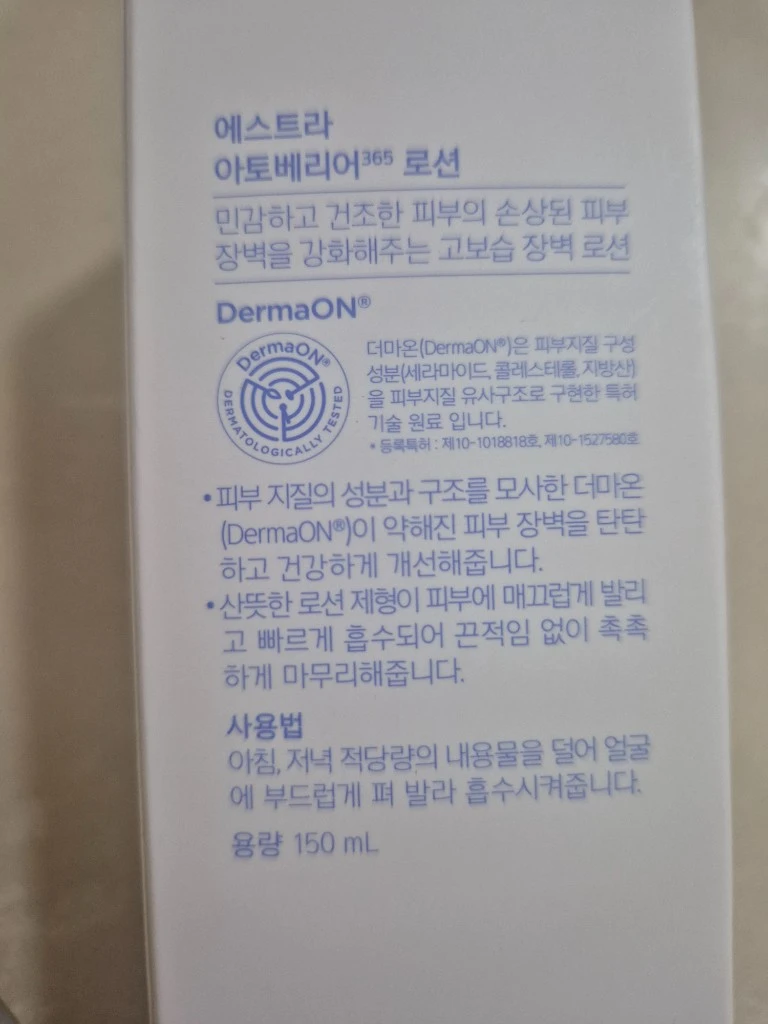 에스트라
아토베리어365 로션
민감하고 건조한 피부의 손상된 피부
장벽을 강화해주는 고보습 장벽 로션
DermaON®
DermaON®
DERMATOLOGICALLY TESTED
더마온(DermaON®)은 피부지질 구성
성분(세라마이드, 콜레스테롤, 지방산)
을 피부지질 유사구조로 구현한 특허
기술 원료 입니다.
* 등록특허 : 제10-1018818호, 제10-1527580호
• 피부 지질의 성분과 구조를 모사한 더마온
(DermaON®)이 약해진 피부 장벽을 탄탄
하고 건강하게 개선해줍니다.
• 산뜻한 로션 제형이 피부에 매끄럽게 발리
고 빠르게 흡수되어 끈적임 없이 촉촉
하게 마무리해줍니다.
사용법
아침, 저녁 적당량의 내용물을 덜어 얼굴
에 부드럽게 펴 발라 흡수시켜줍니다.
용량 150 mL